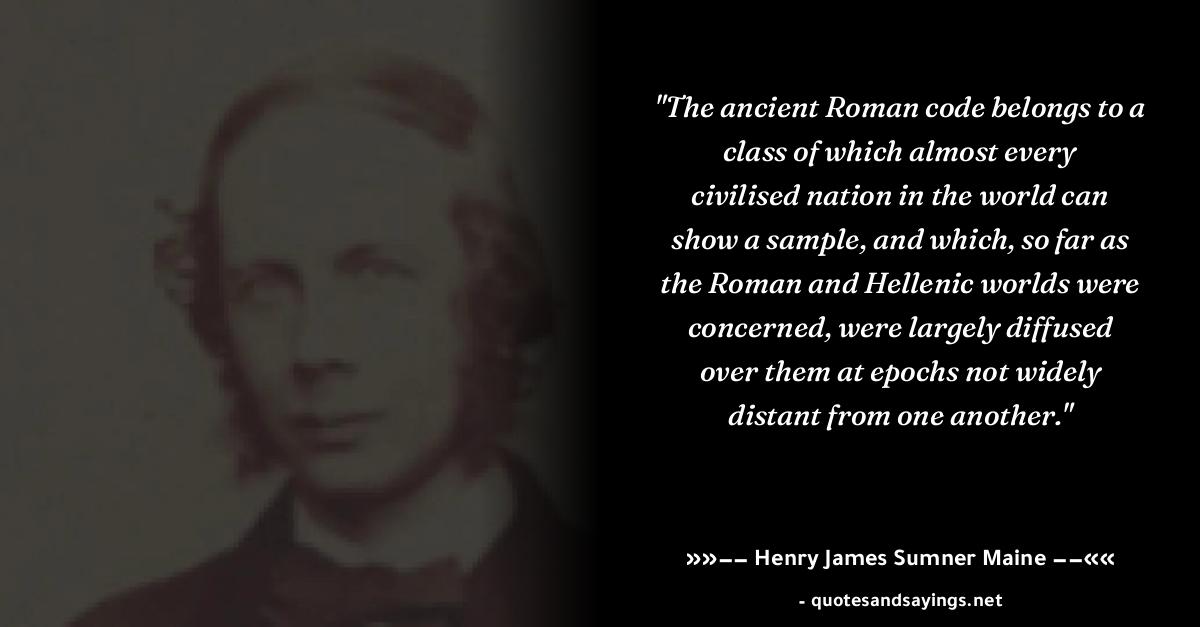 "The ancient Roman code belongs to a
class of which almost every
civilised nation in the world can
show a sample, and which, so far as
the Roman and Hellenic worlds were
concerned, were largely diffused
over them at epochs not widely
distant from one another."
»»−− Henry James Sumner Maine −−««
- quotesandsayings.net